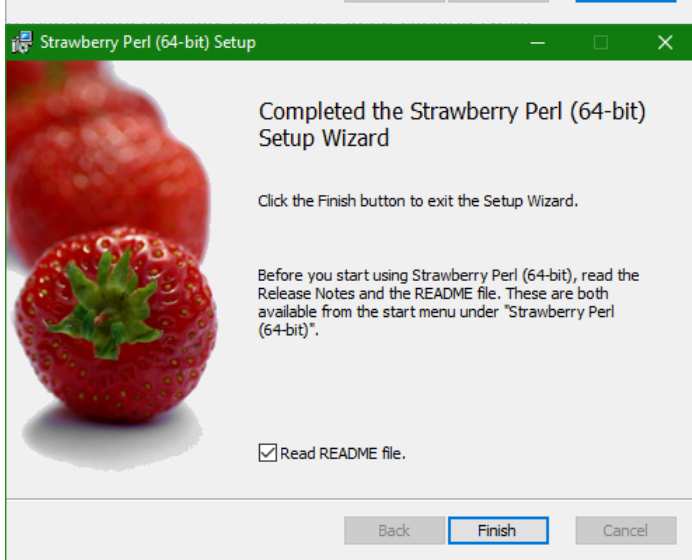 Strawberry Perl (64-bit) Setup
Completed the Strawberry Perl (64-bit)
Setup Wizard
Click the Finish button to exit the Setup Wizard.
Before you start using Strawberry Perl (64-bit), read the
Release Notes and the README file. These are both
available from the start menu under "Strawberry Perl
(64-bit)".
Read README file.
Back Finish Cancel